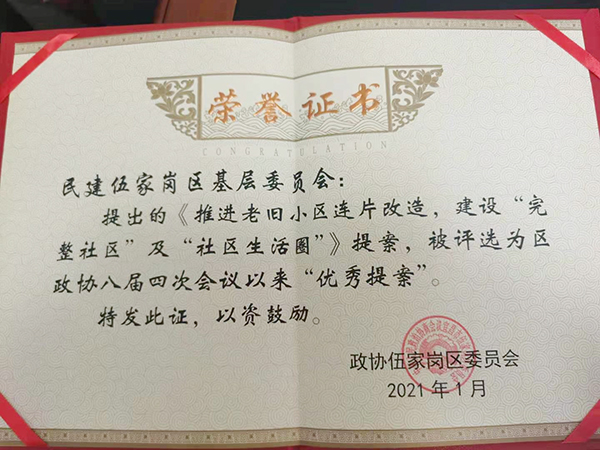 荣誉证书
CONGRATULATION
民建伍家岗区基层委员会：
提出的《推进老旧小区连片改造，建设“完
整社区”及“社区生活圈”》提案，被评选为区
政协八届四次会议以来“优秀提案”。
特发此证，以资鼓励。
政协伍家岗区委员会
2021年1月